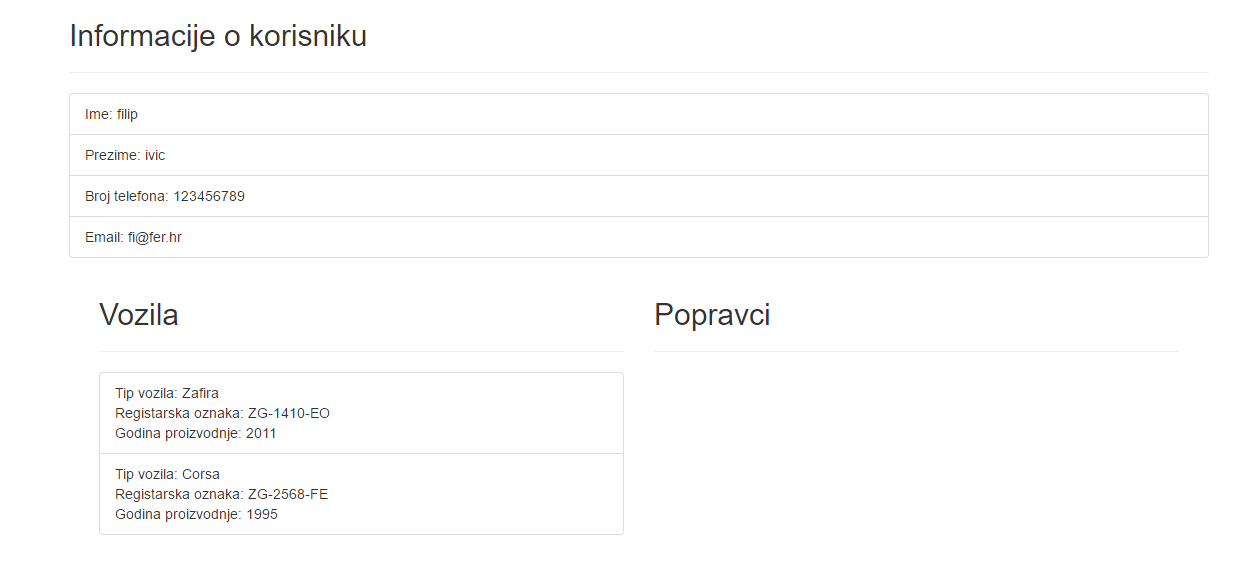 Informacije o korisniku
Ime: filip
Prezime: ivic
Broj telefona: 123456789
Email: fi@fer.hr
Vozila
Tip vozila: Zafira
Registarska oznaka: ZG-1410-EO
Godina proizvodnje: 2011
Tip vozila: Corsa
Registarska oznaka: ZG-2568-FE
Godina proizvodnje: 1995
Popravci